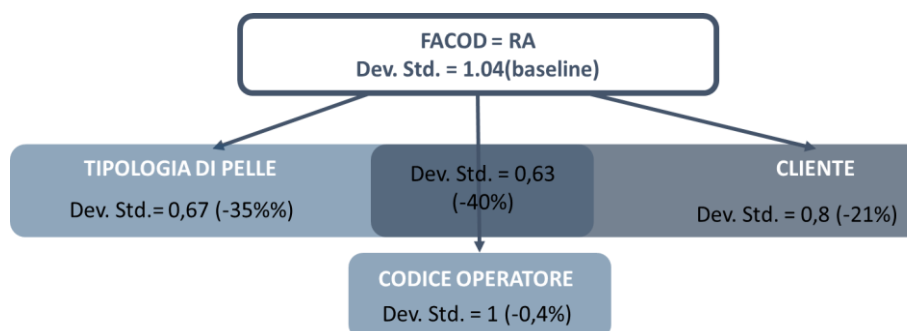 FACOD = RA
Dev. Std. = 1.04(baseline)
TIPOLOGIA DI PELLE
Dev. Std.= 0,67 (-35%%)
Dev. Std. = 0,63
(-40%)
CLIENTE
Dev. Std. = 0,8 (-21%)
CODICE OPERATORE
Dev. Std. = 1 (-0,4%)